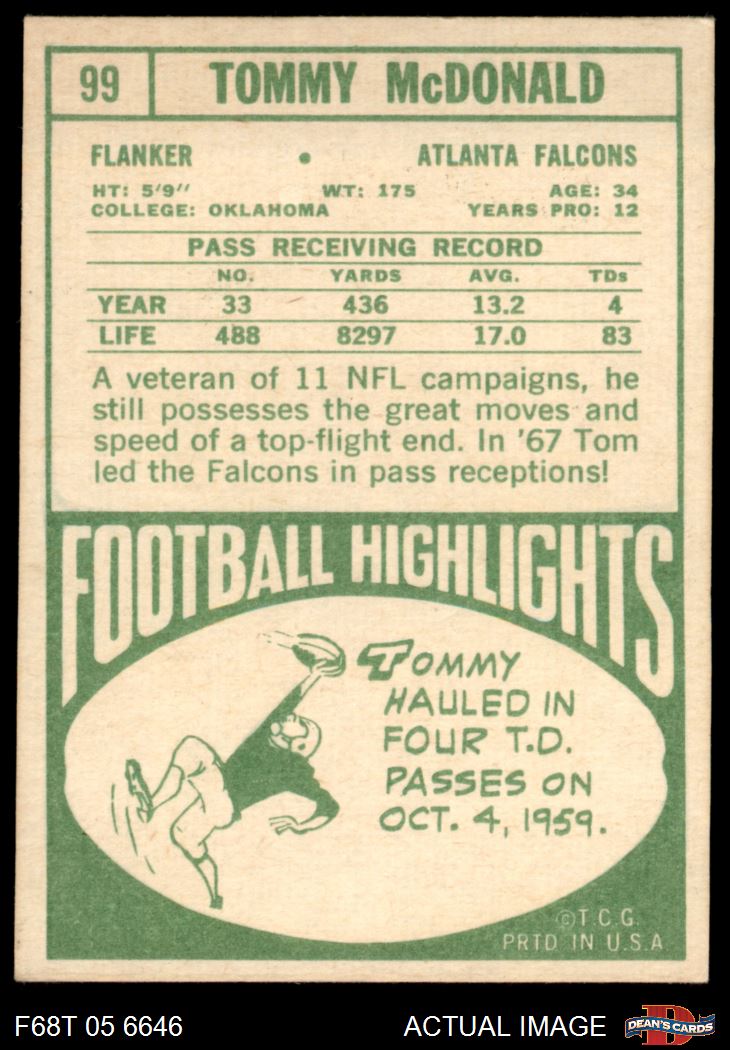 99 TOMMY McDONALD
FLANKER • ATLANTA FALCONS
HT: 5'9" WT: 175 AGE: 34
COLLEGE: OKLAHOMA YEARS PRO: 12
PASS RECEIVING RECORD
NO. YARDS AVG. TDs
YEAR 33 436 13.2 4
LIFE 488 8297 17.0 83
A veteran of 11 NFL campaigns, he
still possesses the great moves and
speed of a top-flight end. In '67 Tom
led the Falcons in pass receptions!
FOOTBALL HIGHLIGHTS
TOMMY
HAULED IN
FOUR T.D.
PASSES ON
OCT. 4, 1959.
©T.C.G.
PRTD IN U.S.A
F68T 05 6646 ACTUAL IMAGE D DEAN'S CARDS